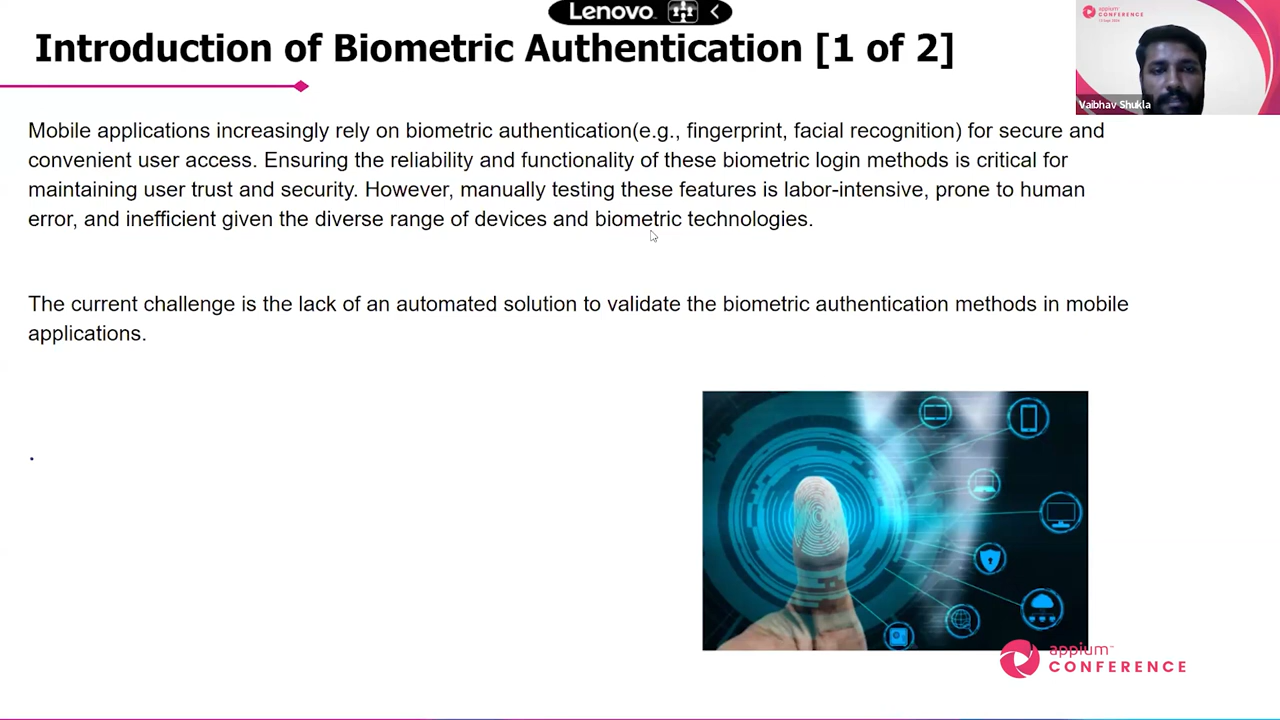 Lenovo
Introduction of Biometric Authentication [1 of 2]
appium
CONFERENCE
Vaibhav Shukla
Mobile applications increasingly rely on biometric authentication(e.g., fingerprint, facial recognition) for secure and
convenient user access. Ensuring the reliability and functionality of these biometric login methods is critical for
maintaining user trust and security. However, manually testing these features is labor-intensive, prone to human
error, and inefficient given the diverse range of devices and biometric technologies.
The current challenge is the lack of an automated solution to validate the biometric authentication methods in mobile
applications.
.
appium™
CONFERENCE